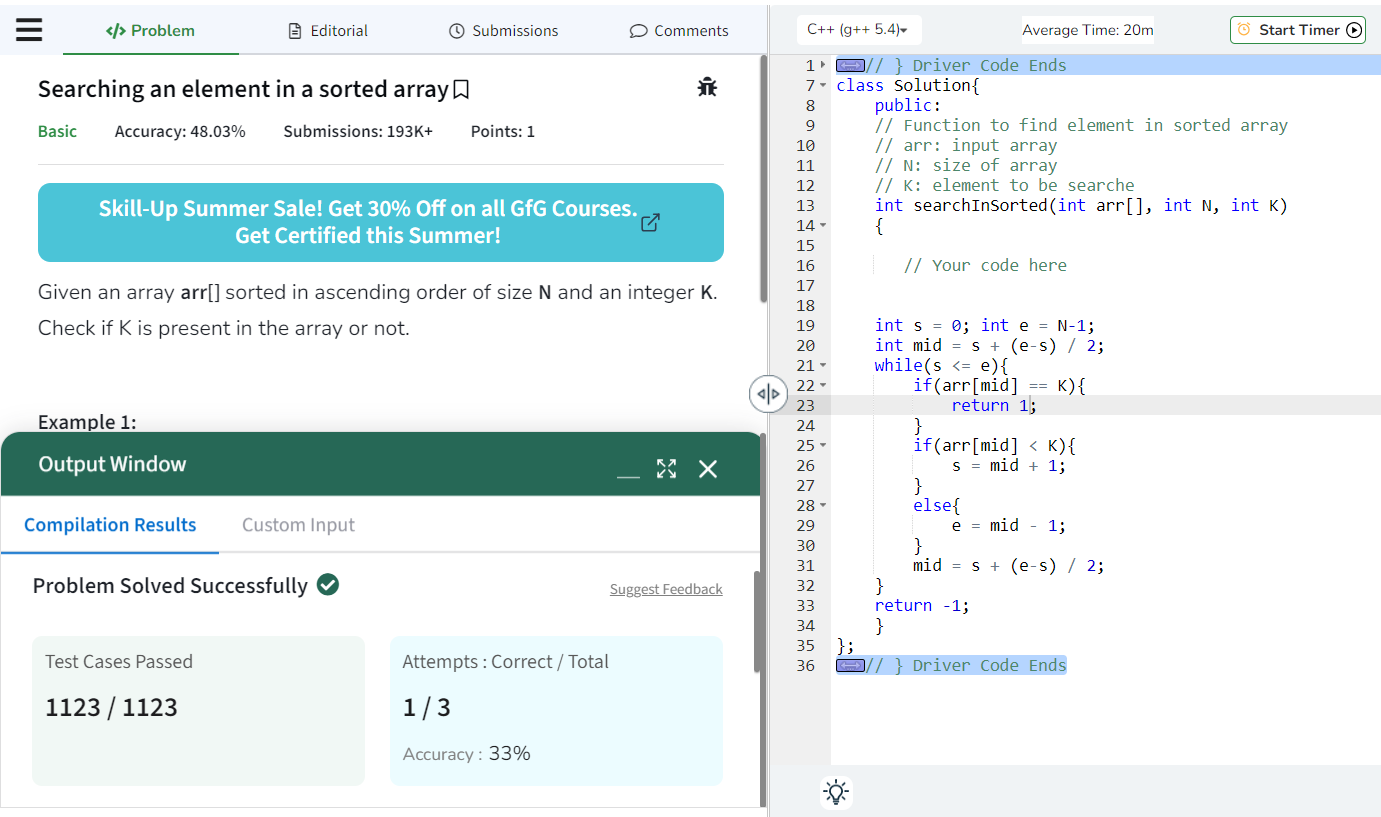 </> Problem
Editorial
Submissions
Comments
Searching an element in a sorted array
Basic Accuracy: 48.03% Submissions: 193K+ Points: 1
Skill-Up Summer Sale! Get 30% Off on all GfG Courses.
Get Certified this Summer!
Given an array arr[] sorted in ascending order of size N and an integer K.
Check if K is present in the array or not.
Example 1:
Output Window
Compilation Results
Custom Input
Problem Solved Successfully
Suggest Feedback
Test Cases Passed
1123 / 1123
Attempts : Correct / Total
1 / 3
Accuracy : 33%
C++ (g++ 5.4)
Average Time: 20m
Start Timer
1 // } Driver Code Ends
7 class Solution{
8     public:
9     // Function to find element in sorted array
10     // arr: input array
11     // N: size of array
12     // K: element to be searche
13     int searchInSorted(int arr[], int N, int K)
14     {
15
16        // Your code here
17
18
19     int s = 0; int e = N-1;
20     int mid = s + (e-s) / 2;
21     while(s <= e){
22         if(arr[mid] == K){
23             return 1;
24         }
25         if(arr[mid] < K){
26             s = mid + 1;
27         }
28         else{
29             e = mid - 1;
30         }
31         mid = s + (e-s) / 2;
32     }
33     return -1;
34     }
35 };
36 // } Driver Code Ends